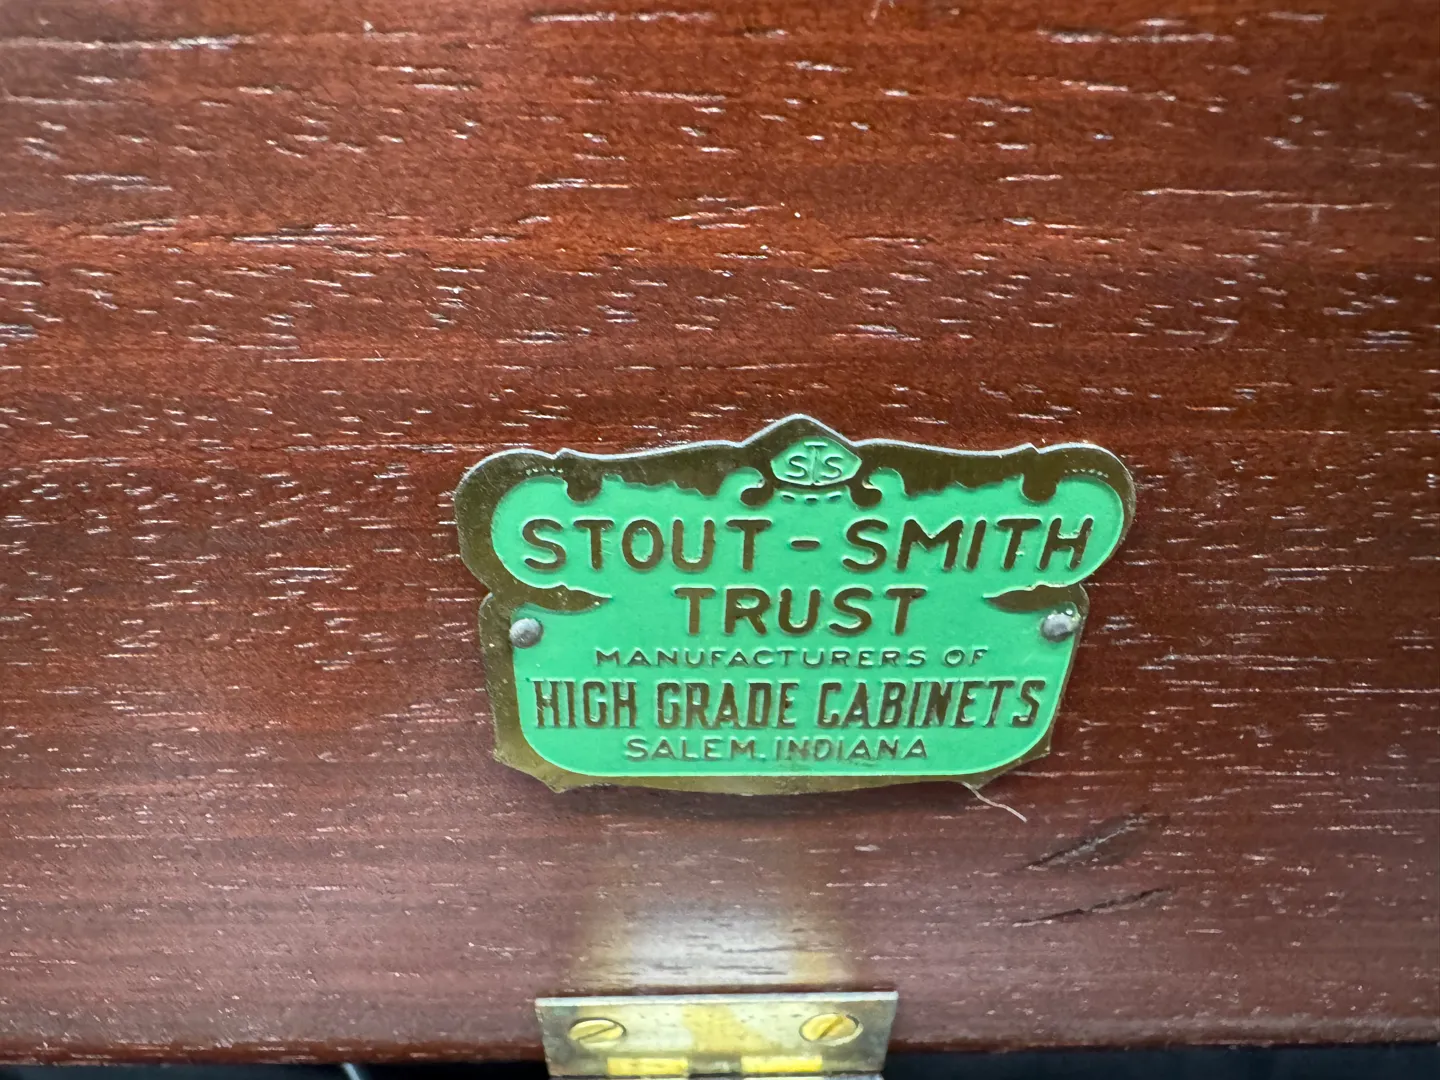 STS
STOUT - SMITH
TRUST
MANUFACTURERS OF
HIGH GRADE CABINETS
SALEM. INDIANA